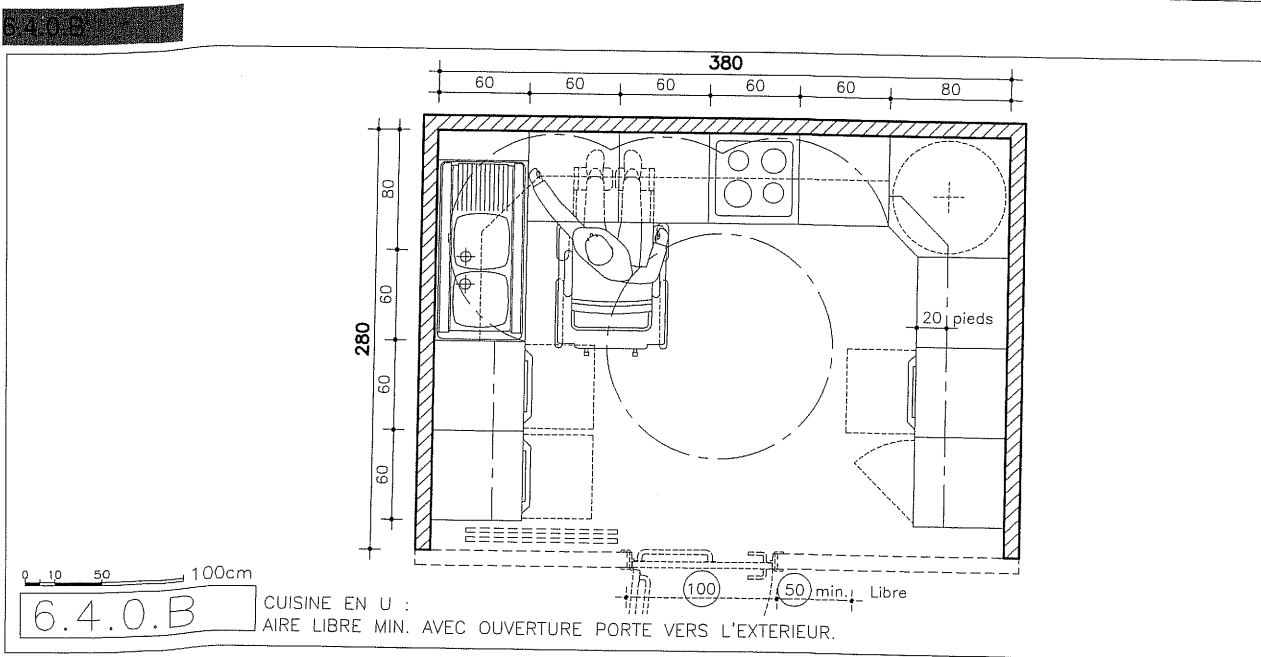 6.4.0.B
380
60 60 60 60 60 80
280
80
60
60
60
20 pieds
100 50 min. Libre
0 10 50 100cm
6.4.0.B
CUISINE EN U :
AIRE LIBRE MIN. AVEC OUVERTURE PORTE VERS L'EXTERIEUR.